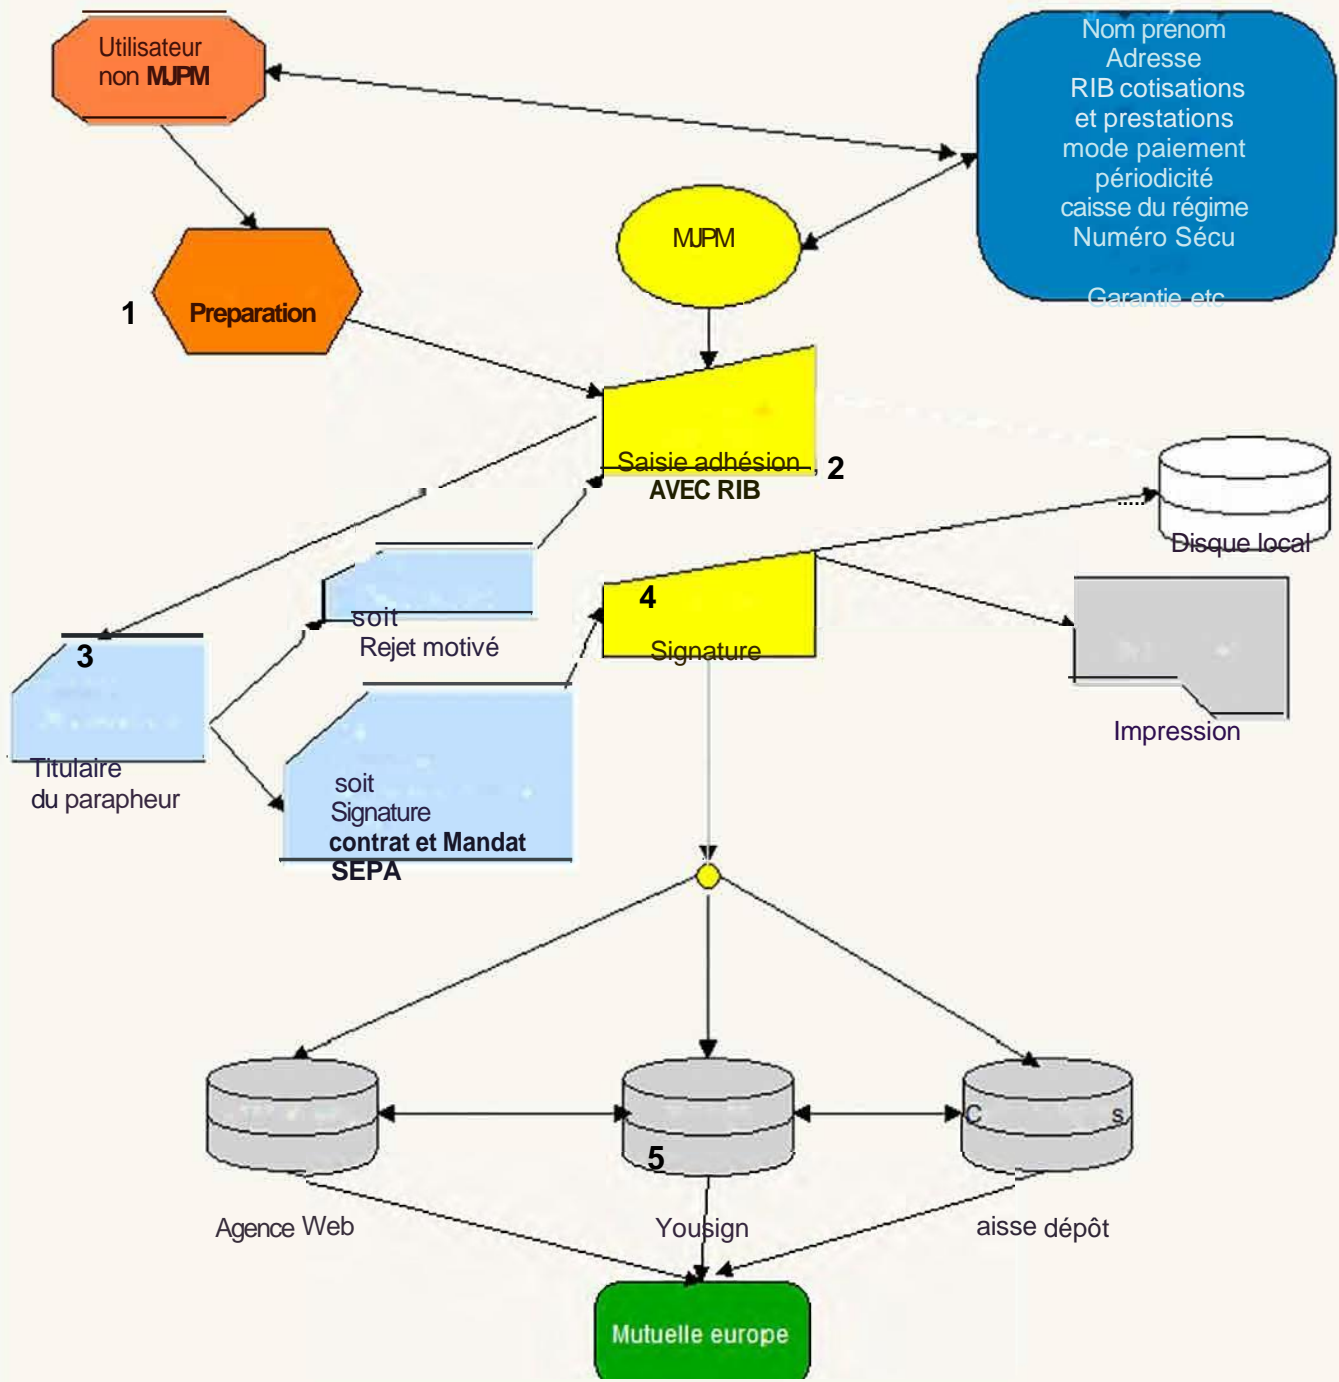 Utilisateur
non MJPM
Nom prenom
Adresse
RIB cotisations
et prestations
mode paiement
périodicité
caisse du régime
Numéro Sécu
Garantie etc
MJPM
1
Preparation
Saisie adhésion
AVEC RIB
2
Disque local
soit
Rejet motivé
4
Signature
3
Titulaire
du parapheur
soit
Signature
contrat et Mandat
SEPA
Impression
C s
5
Agence Web
Yousign
aisse dépôt
Mutuelle europe